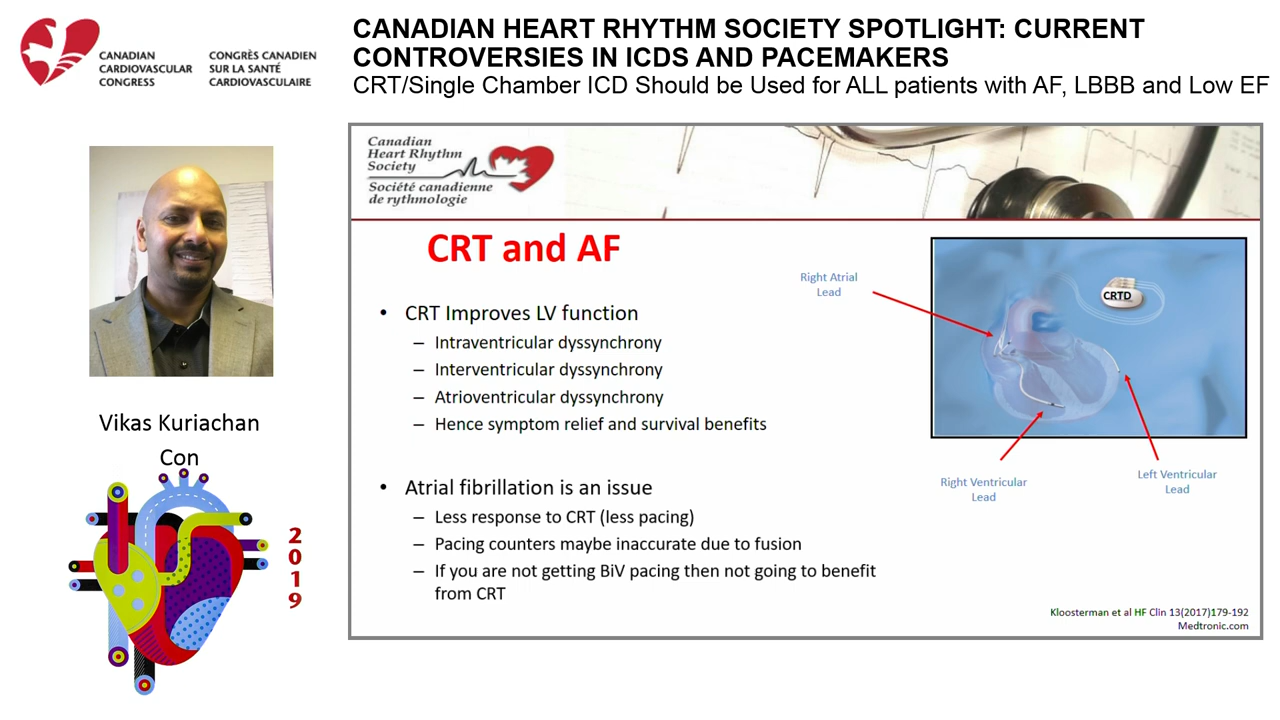 CANADIAN
CARDIOVASCULAR
CONGRESS
CONGRÈS CANADIEN
SUR LA SANTÉ
CARDIOVASCULAIRE
CANADIAN HEART RHYTHM SOCIETY SPOTLIGHT: CURRENT
CONTROVERSIES IN ICDS AND PACEMAKERS
CRT/Single Chamber ICD Should be Used for ALL patients with AF, LBBB and Low EF
Vikas Kuriachan
Con
2019
Canadian
Heart Rhythm
Society
Société canadienne
de rythmologie
CRT and AF
• CRT Improves LV function
– Intraventricular dyssynchrony
– Interventricular dyssynchrony
– Atrioventricular dyssynchrony
– Hence symptom relief and survival benefits
• Atrial fibrillation is an issue
– Less response to CRT (less pacing)
– Pacing counters maybe inaccurate due to fusion
– If you are not getting BiV pacing then not going to benefit
from CRT
Right Atrial
Lead
CRTD
Right Ventricular
Lead
Left Ventricular
Lead
Kloosterman et al HF Clin 13(2017)179-192
Medtronic.com